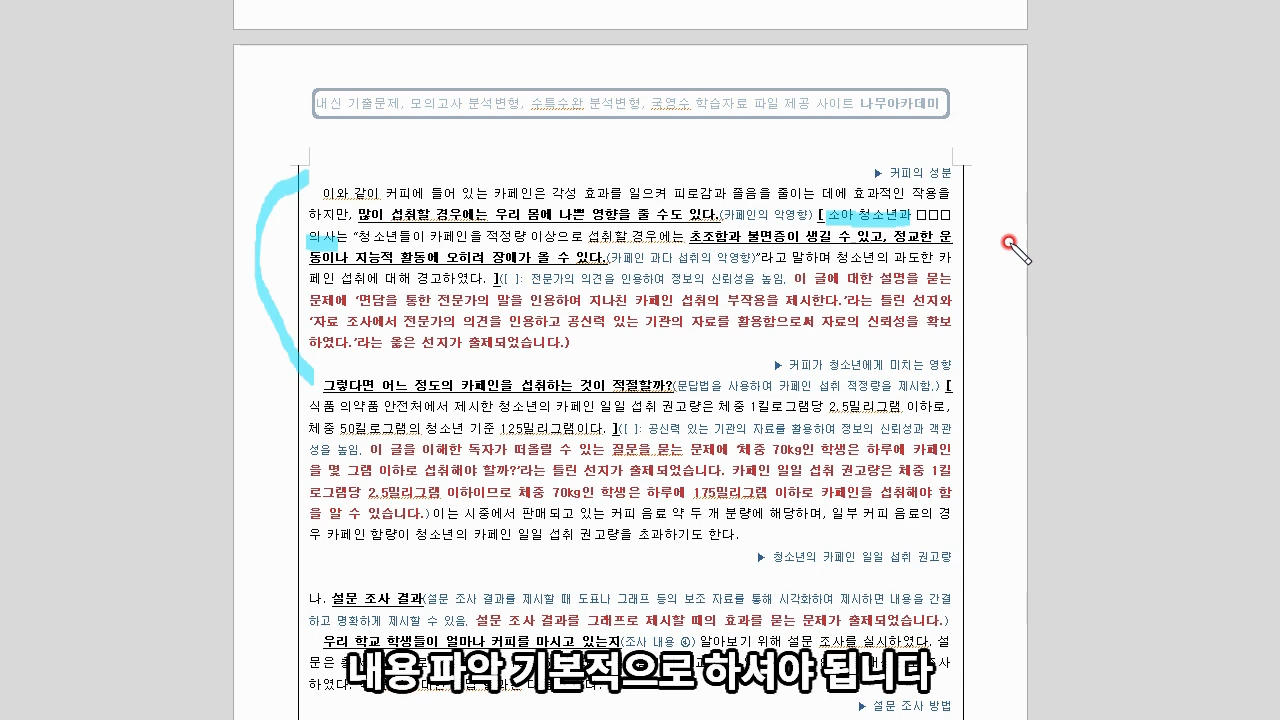 내신 기출문제, 모의고사 분석변형, 수특수완 분석변형, 국영수 학습자료 파일 제공 사이트 나무아카데미
▶ 커피의 성분
이와 같이 커피에 들어 있는 카페인은 각성 효과를 일으켜 피로감과 졸음을 줄이는 데에 효과적인 작용을
하지만, 많이 섭취할 경우에는 우리 몸에 나쁜 영향을 줄 수도 있다.(카페인의 악영향) [ 소아 청소년과 □□□
의사는 “청소년들이 카페인을 적정량 이상으로 섭취할 경우에는 초조함과 불면증이 생길 수 있고, 정교한 운
동이나 지능적 활동에 오히려 장애가 올 수 있다.(카페인 과다 섭취의 악영향)”라고 말하며 청소년의 과도한 카
페인 섭취에 대해 경고하였다. ]([ ]: 전문가의 의견을 인용하여 정보의 신뢰성을 높임. 이 글에 대한 설명을 묻는
문제에 ‘면담을 통한 전문가의 말을 인용하여 지나친 카페인 섭취의 부작용을 제시한다.’라는 틀린 선지와
‘자료 조사에서 전문가의 의견을 인용하고 공신력 있는 기관의 자료를 활용함으로써 자료의 신뢰성을 확보
하였다.’라는 옳은 선지가 출제되었습니다.)
▶ 커피가 청소년에게 미치는 영향
그렇다면 어느 정도의 카페인을 섭취하는 것이 적절할까?(문답법을 사용하여 카페인 섭취 적정량을 제시함.) [
식품 의약품 안전처에서 제시한 청소년의 카페인 일일 섭취 권고량은 체중 1킬로그램당 2.5밀리그램 이하로,
체중 50킬로그램의 청소년 기준 125밀리그램이다. ]([ ]: 공신력 있는 기관의 자료를 활용하여 정보의 신뢰성과 객관
성을 높임. 이 글을 이해한 독자가 떠올릴 수 있는 질문을 묻는 문제에 ‘체중 70kg인 학생은 하루에 카페인
을 몇 그램 이하로 섭취해야 할까?’라는 틀린 선지가 출제되었습니다. 카페인 일일 섭취 권고량은 체중 1킬
로그램당 2.5밀리그램 이하이므로 체중 70kg인 학생은 하루에 175밀리그램 이하로 카페인을 섭취해야 함
을 알 수 있습니다.)이는 시중에서 판매되고 있는 커피 음료 약 두 개 분량에 해당하며, 일부 커피 음료의 경
우 카페인 함량이 청소년의 카페인 일일 섭취 권고량을 초과하기도 한다.
▶ 청소년의 카페인 일일 섭취 권고량
나. 설문 조사 결과(설문 조사 결과를 제시할 때 도표나 그래프 등의 보조 자료를 통해 시각화하여 제시하면 내용을 간결
하고 명확하게 제시할 수 있음. 설문 조사 결과를 그래프로 제시할 때의 효과를 묻는 문제가 출제되었습니다.)
우리 학교 학생들이 얼마나 커피를 마시고 있는지(조사 내용 ④) 알아보기 위해 설문 조사를 실시하였다. 설
문은
하였다.
내용 파악 기본적으로 하셔야 됩니다
▶ 설문 조사 방법